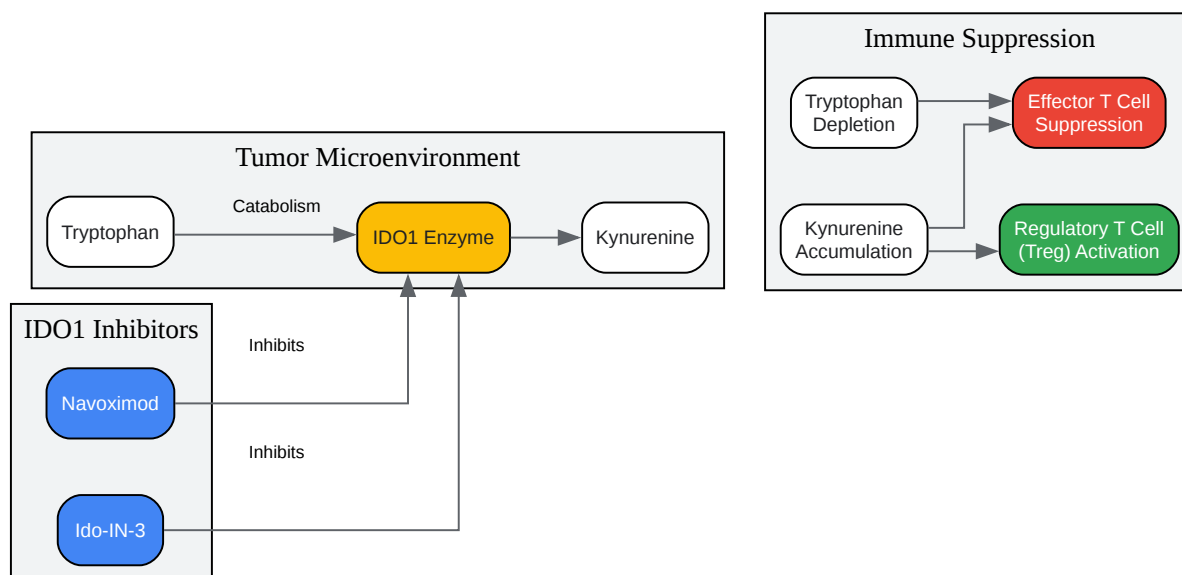 Immune Suppression
Tryptophan
Depletion
Effector T Cell
Suppression
Kynurenine
Accumulation
Regulatory T Cell
(Treg) Activation
Tumor Microenvironment
Tryptophan
Catabolism
IDO1 Enzyme
Kynurenine
IDO1 Inhibitors
Inhibits
Navoximod
Inhibits
Ido-IN-3